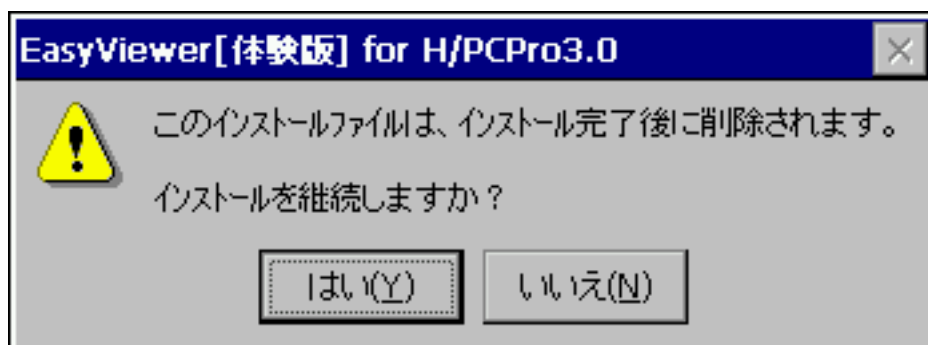 EasyViewer[体験版] for H/PCPro3.0
このインストールファイルは、インストール完了後に削除されます。
インストールを継続しますか?
はい(Y)
いいえ(N)